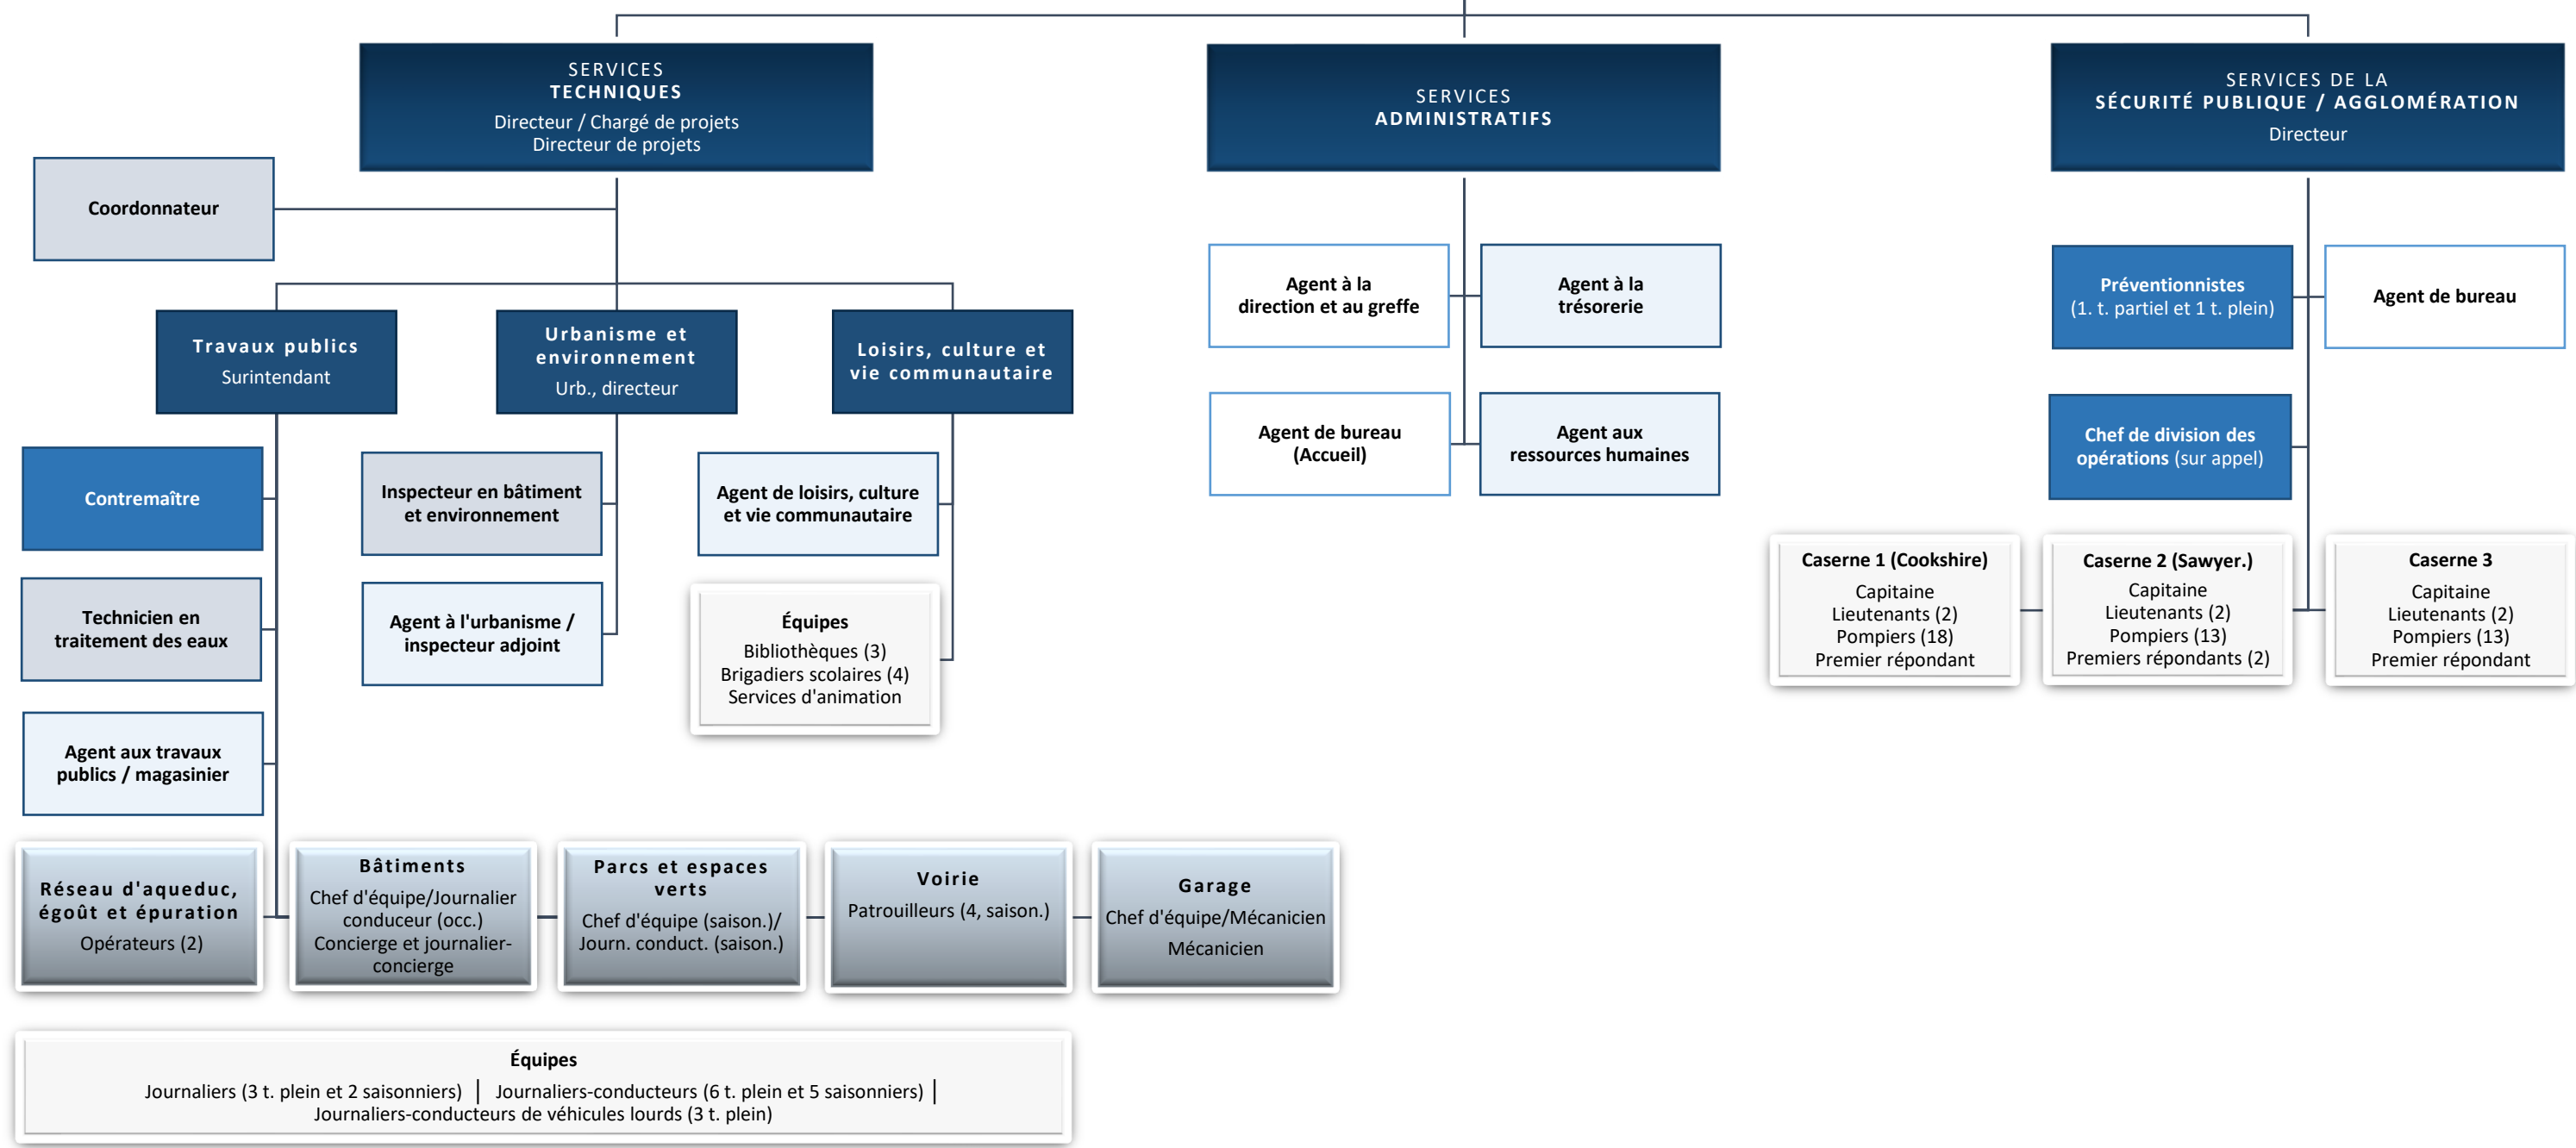 SERVICES
TECHNIQUES
Directeur / Chargé de projets
Directeur de projets
SERVICES
ADMINISTRATIFS
SERVICES DE LA
SÉCURITÉ PUBLIQUE / AGGLOMÉRATION
Directeur
Coordonnateur
Travaux publics
Surintendant
Urbanisme et
environnement
Urb., directeur
Loisirs, culture et
vie communautaire
Contremaître
Technicien en
traitement des eaux
Agent aux travaux
publics / magasinier
Inspecteur en bâtiment
et environnement
Agent à l'urbanisme /
inspecteur adjoint
Agent de loisirs, culture
et vie communautaire
Équipes
Bibliothèques (3)
Brigadiers scolaires (4)
Services d'animation
Agent à la
direction et au greffe
Agent à la
trésorerie
Agent de bureau
(Accueil)
Agent aux
ressources humaines
Préventionnistes
(1. t. partiel et 1 t. plein)
Agent de bureau
Chef de division des
opérations (sur appel)
Caserne 1 (Cookshire)
Capitaine
Lieutenants (2)
Pompiers (18)
Premier répondant
Caserne 2 (Sawyer.)
Capitaine
Lieutenants (2)
Pompiers (13)
Premiers répondants (2)
Caserne 3
Capitaine
Lieutenants (2)
Pompiers (13)
Premier répondant
Réseau d'aqueduc,
égoût et épuration
Opérateurs (2)
Bâtiments
Chef d'équipe/Journalier
conduceur (occ.)
Concierge et journalier-
concierge
Parcs et espaces
verts
Chef d'équipe (saison.)/
Journ. conduct. (saison.)
Voirie
Patrouilleurs (4, saison.)
Garage
Chef d'équipe/Mécanicien
Mécanicien
Équipes
Journaliers (3 t. plein et 2 saisonniers) | Journaliers-conducteurs (6 t. plein et 5 saisonniers) |
Journaliers-conducteurs de véhicules lourds (3 t. plein)